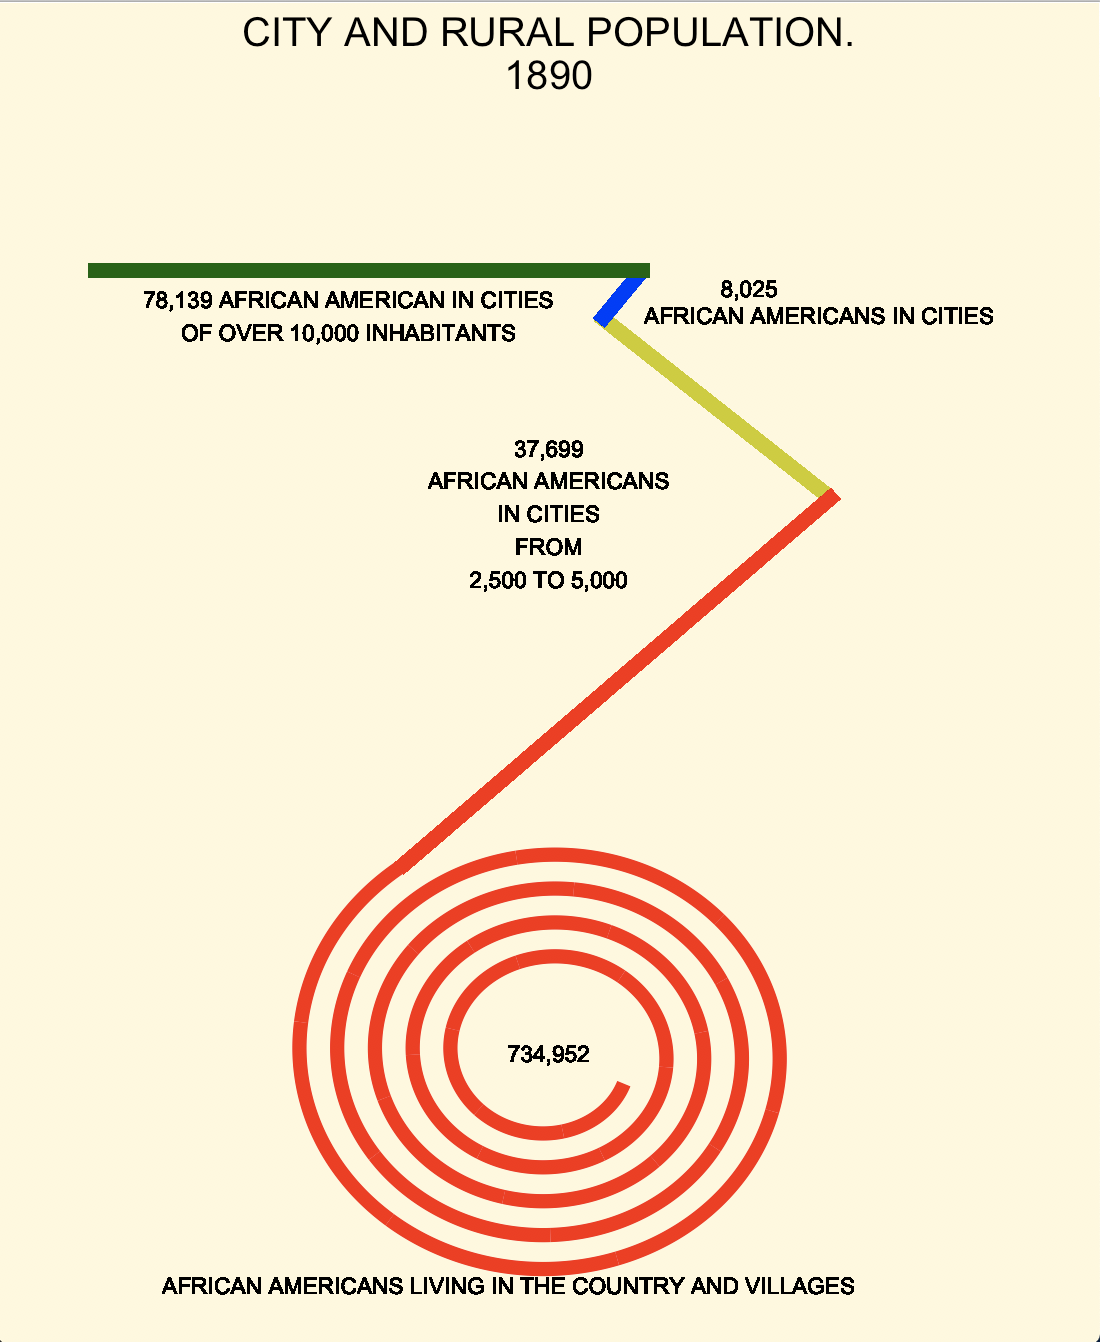 CITY AND RURAL POPULATION.
1890
78,139 AFRICAN AMERICAN IN CITIES
OF OVER 10,000 INHABITANTS
8,025
AFRICAN AMERICANS IN CITIES
37,699
AFRICAN AMERICANS
IN CITIES
FROM
2,500 TO 5,000
734,952
AFRICAN AMERICANS LIVING IN THE COUNTRY AND VILLAGES